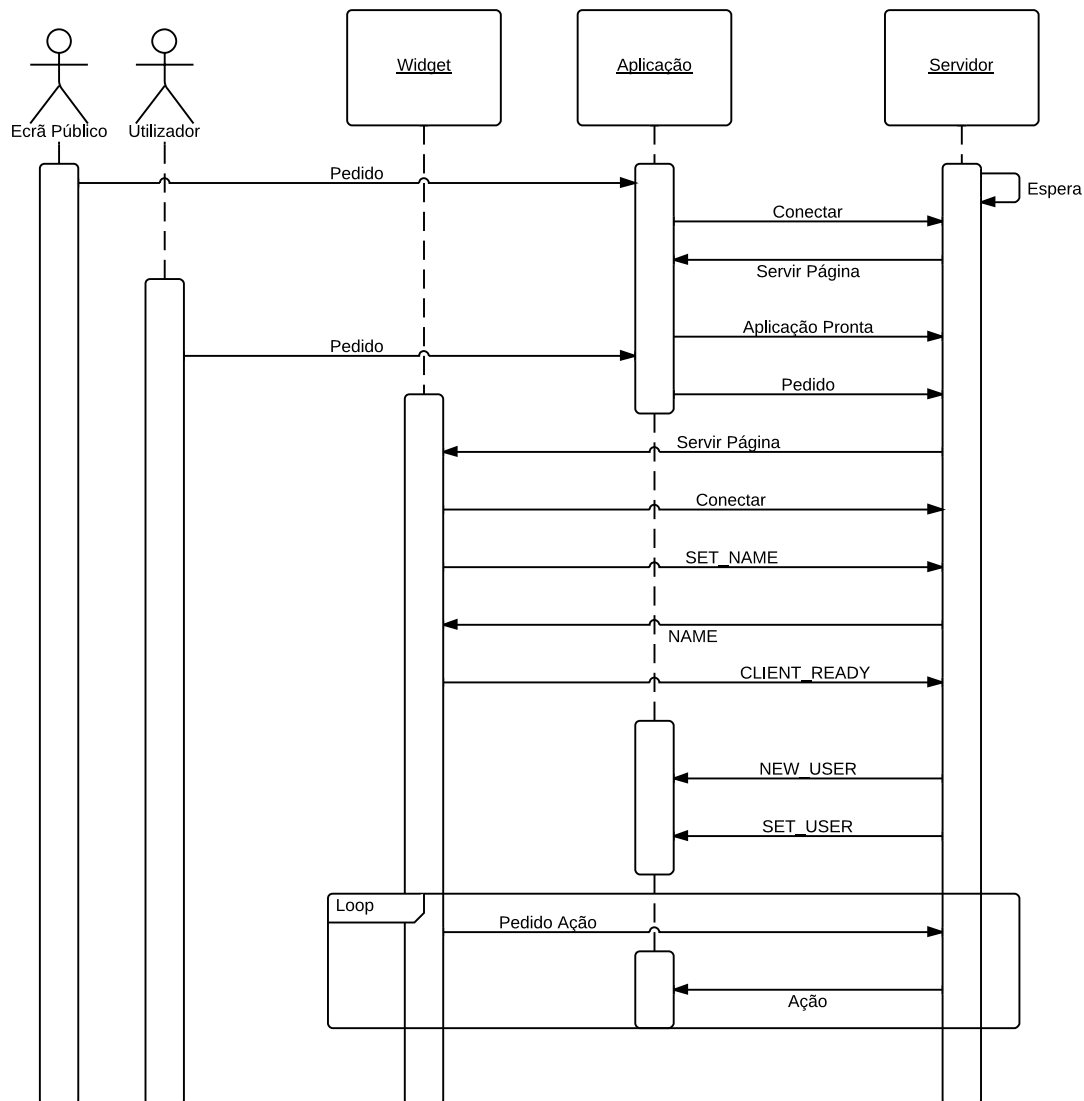 Widget
Aplicação
Servidor
Ecrã Público
Utilizador
Pedido
Espera
Conectar
Servir Página
Aplicação Pronta
Pedido
Pedido
Servir Página
Conectar
SET_NAME
NAME
CLIENT_READY
NEW_USER
SET_USER
Loop
Pedido Ação
Ação